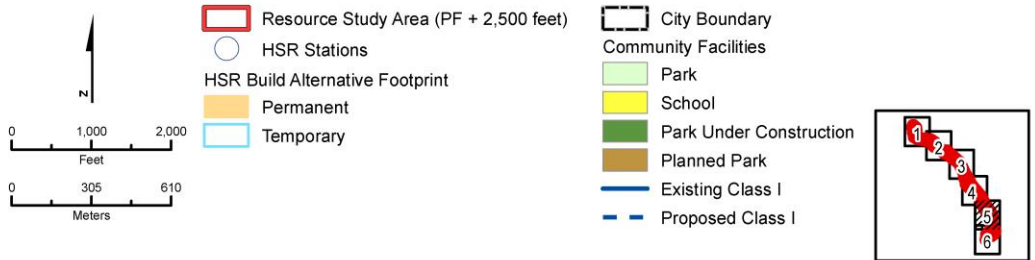 N
0 1,000 2,000
Feet
0 305 610
Meters
Resource Study Area (PF + 2,500 feet)
HSR Stations
HSR Build Alternative Footprint
Permanent
Temporary
City Boundary
Community Facilities
Park
School
Park Under Construction
Planned Park
Existing Class I
Proposed Class I
1
2
3
4
5
6